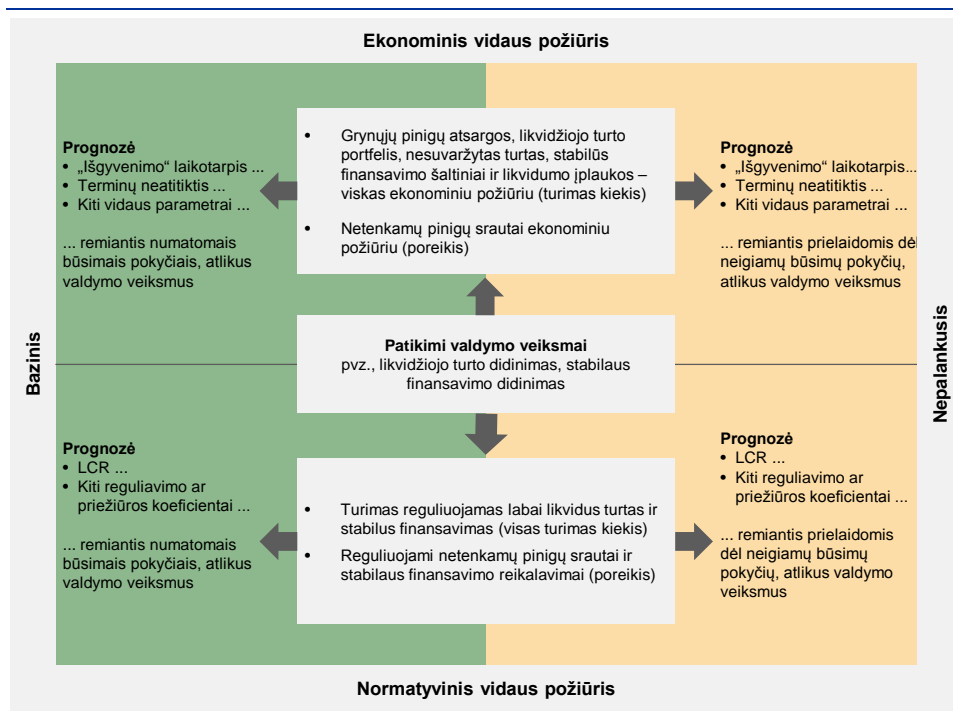 Ekonominis vidaus požiūris
Bazinis
Prognozė
• „Išgyvenimo“ laikotarpis ...
• Terminų neatitiktis ...
• Kiti vidaus parametrai ...
... remiantis numatomais
būsimais pokyčiais, atlikus
valdymo veiksmus
• Grynųjų pinigų atsargos, likvidžiojo turto
portfelis, nesuvaržytas turtas, stabilūs
finansavimo šaltiniai ir likvidumo įplaukos –
viskas ekonominiu požiūriu (turimas kiekis)
• Netenkamų pinigų srautai ekonominiu
požiūriu (poreikis)
Prognozė
• „Išgyvenimo“ laikotarpis...
• Terminų neatitiktis ...
• Kiti vidaus parametrai ...
... remiantis prielaidomis dėl
neigiamų būsimų pokyčių,
atlikus valdymo veiksmus
Patikimi valdymo veiksmai
pvz., likvidžiojo turto didinimas, stabilaus
finansavimo didinimas
Prognozė
• LCR ...
• Kiti reguliavimo ar
priežiūros koeficientai ...
... remiantis numatomais
būsimais pokyčiais, atlikus
valdymo veiksmus
• Turimas reguliuojamas labai likvidus turtas ir
stabilus finansavimas (visas turimas kiekis)
• Reguliuojami netenkamų pinigų srautai ir
stabilaus finansavimo reikalavimai (poreikis)
Prognozė
• LCR ...
• Kiti reguliavimo ar
priežiūros koeficientai ...
... remiantis prielaidomis
dėl neigiamų būsimų
pokyčių, atlikus valdymo
veiksmus
Nepalankusis
Normatyvinis vidaus požiūris